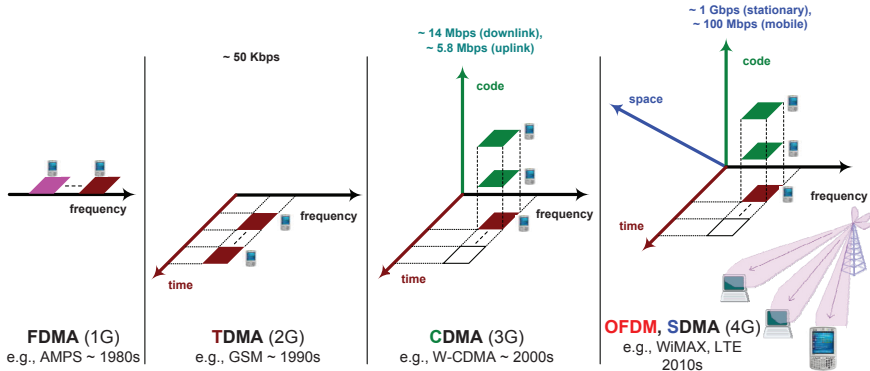 frequency
FDMA (1G)
e.g., AMPS ~ 1980s
~ 50 Kbps
frequency
time
TDMA (2G)
e.g., GSM ~ 1990s
~ 14 Mbps (downlink),
~ 5.8 Mbps (uplink)
code
frequency
time
CDMA (3G)
e.g., W-CDMA ~ 2000s
~ 1 Gbps (stationary),
~ 100 Mbps (mobile)
code
space
frequency
time
OFDM, SDMA (4G)
e.g., WiMAX, LTE
2010s